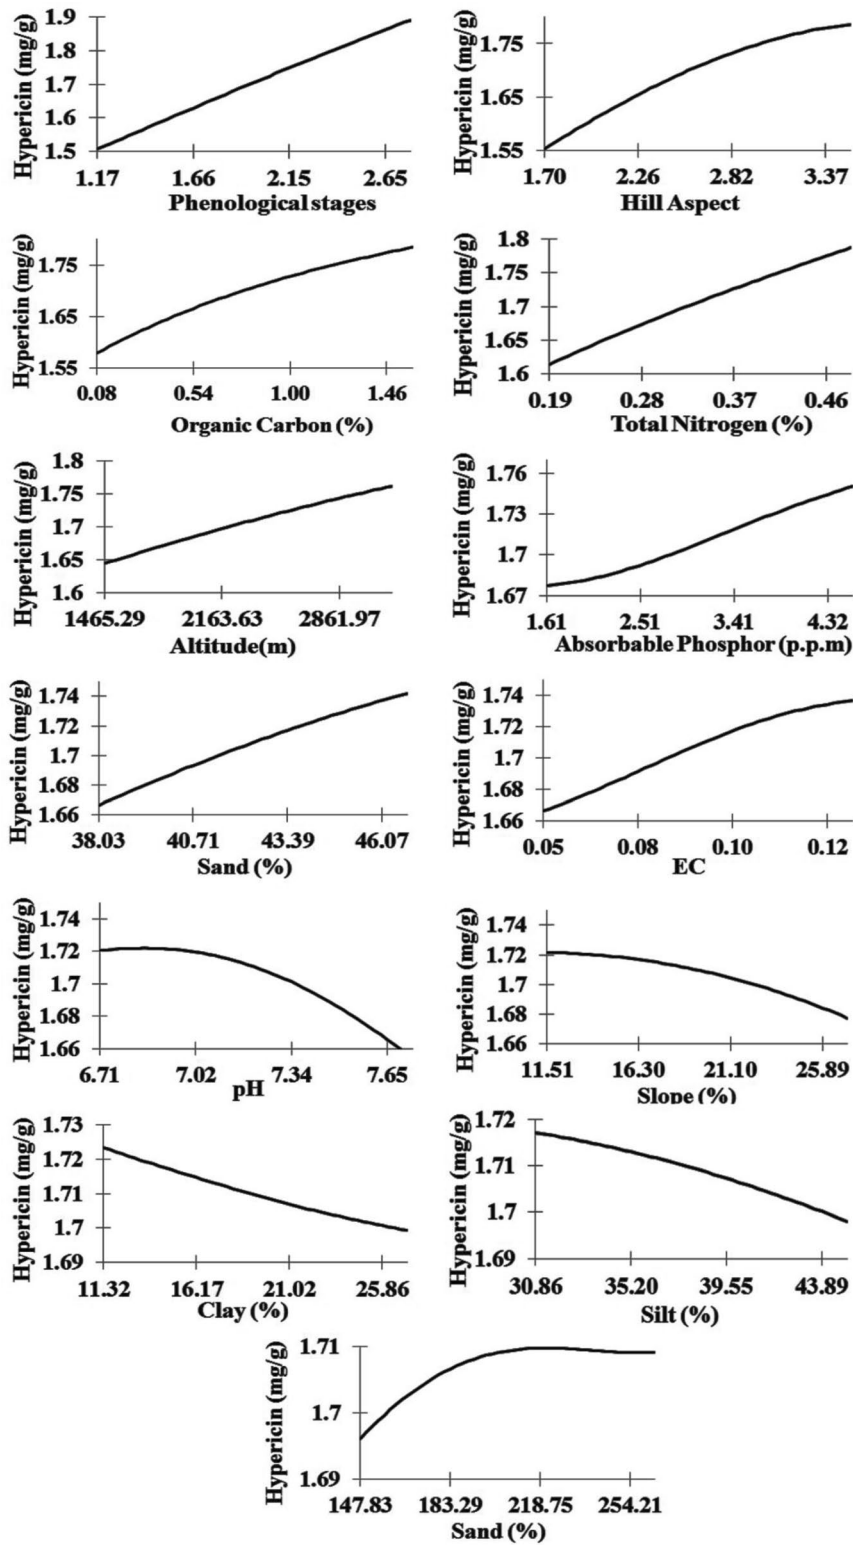 Hypericin (mg/g)
1.9
1.8
1.7
1.6
1.5
1.17 1.66 2.15 2.65
Phenological stages
Hypericin (mg/g)
1.75
1.65
1.55
1.70 2.26 2.82 3.37
Hill Aspect
Hypericin (mg/g)
1.75
1.65
1.55
0.08 0.54 1.00 1.46
Organic Carbon (%)
Hypericin (mg/g)
1.8
1.75
1.7
1.65
1.6
0.19 0.28 0.37 0.46
Total Nitrogen (%)
Hypericin (mg/g)
1.8
1.75
1.7
1.65
1.6
1465.29 2163.63 2861.97
Altitude(m)
Hypericin (mg/g)
1.76
1.73
1.7
1.67
1.61 2.51 3.41 4.32
Absorbable Phosphor (p.p.m)
Hypericin (mg/g)
1.74
1.72
1.7
1.68
1.66
38.03 40.71 43.39 46.07
Sand (%)
Hypericin (mg/g)
1.74
1.72
1.7
1.68
1.66
0.05 0.08 0.10 0.12
EC
Hypericin (mg/g)
1.74
1.72
1.7
1.68
1.66
6.71 7.02 7.34 7.65
pH
Hypericin (mg/g)
1.74
1.72
1.7
1.68
1.66
11.51 16.30 21.10 25.89
Slope (%)
Hypericin (mg/g)
1.73
1.72
1.71
1.7
1.69
11.32 16.17 21.02 25.86
Clay (%)
Hypericin (mg/g)
1.72
1.71
1.7
1.69
30.86 35.20 39.55 43.89
Silt (%)
Hypericin (mg/g)
1.71
1.7
1.69
147.83 183.29 218.75 254.21
Sand (%)